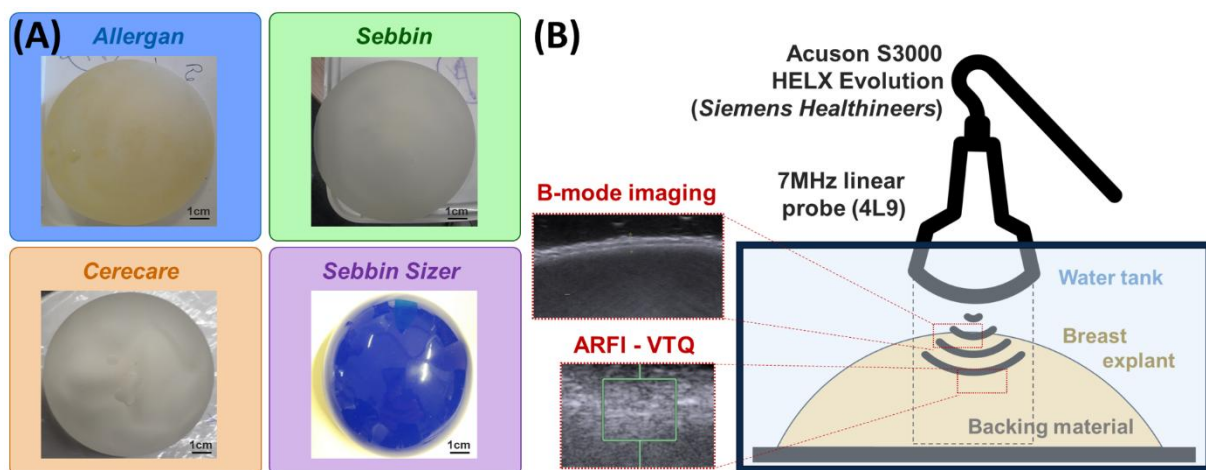 (A)
Allergan
1cm
Sebbin
1cm
Cerecare
1cm
Sebbin Sizer
1cm
(B)
Acuson S3000
HELX Evolution
(Siemens Healthineers)
7MHz linear
probe (4L9)
B-mode imaging
ARFI - VTQ
Water tank
Breast
explant
Backing material